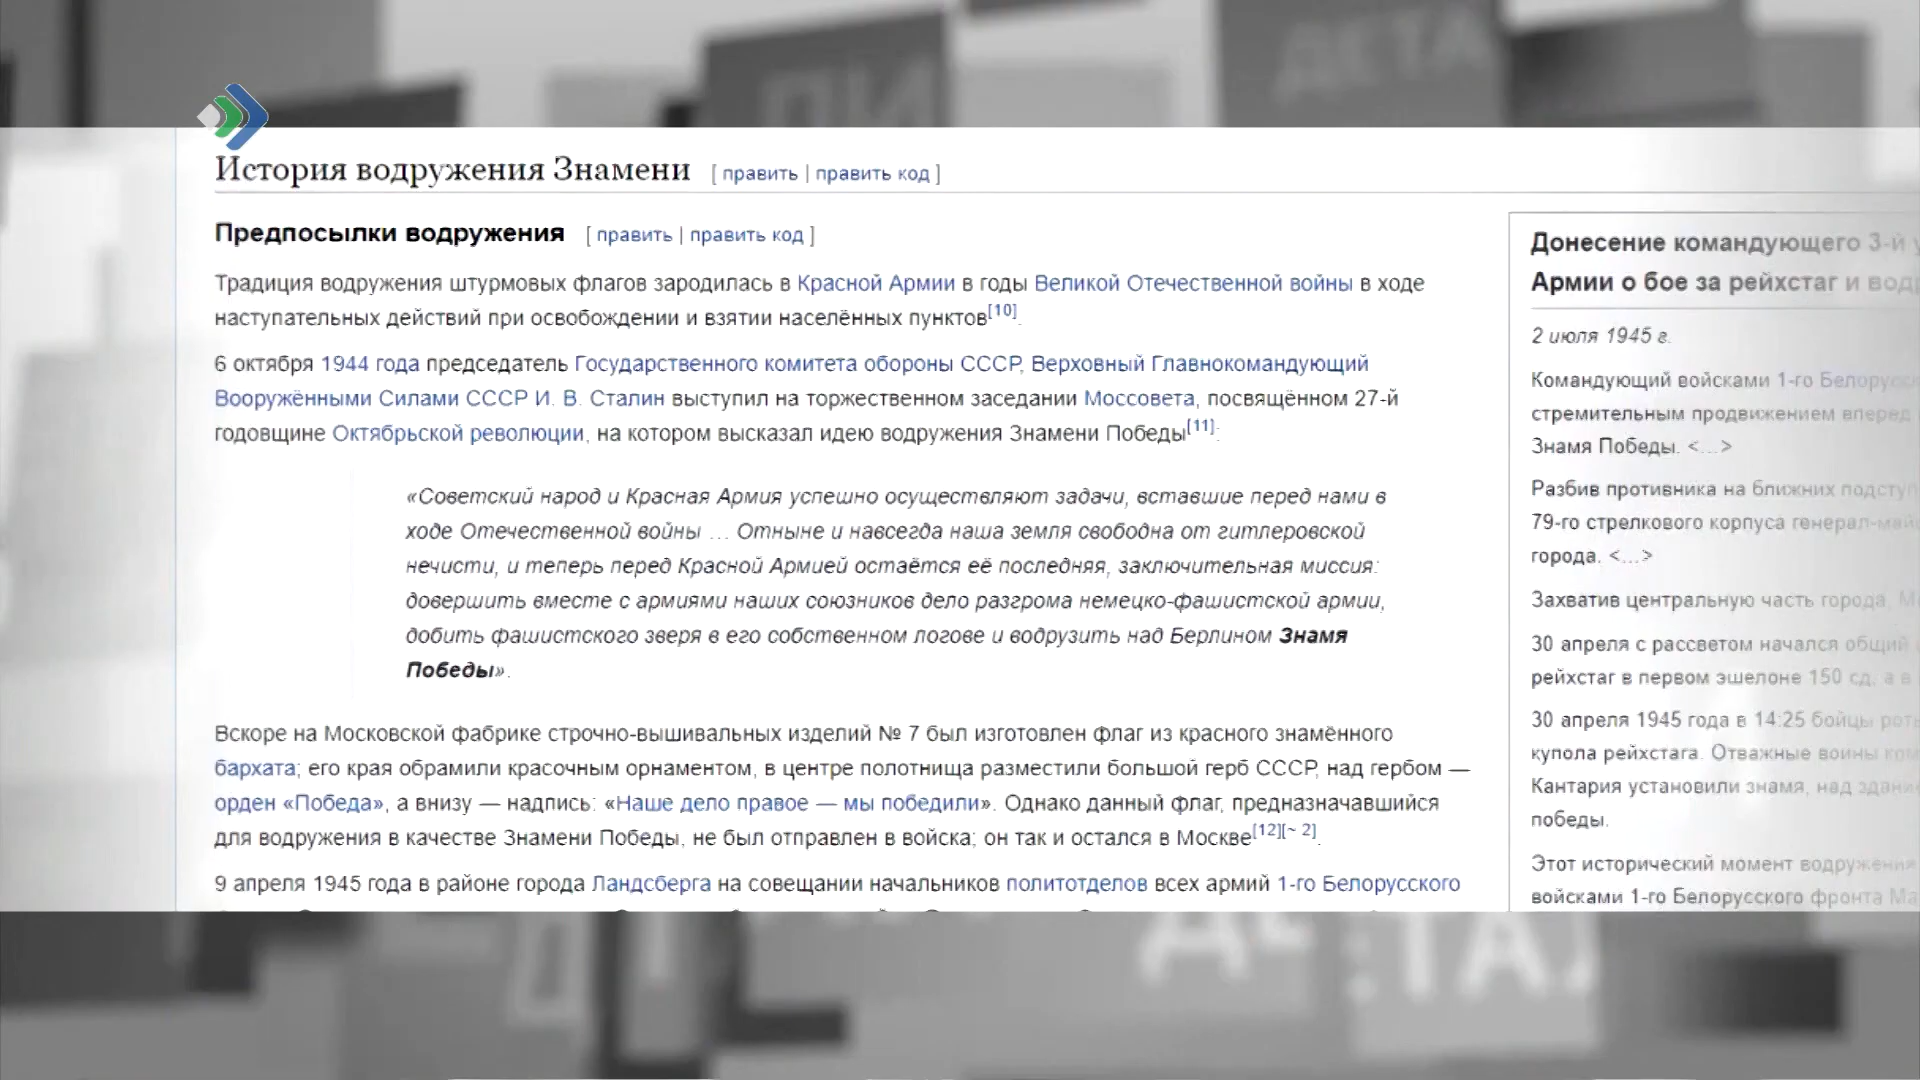 ПИ
ДЕТА
История водружения Знамени [ править | править код ]
Предпосылки водружения [ править | править код ]
Традиция водружения штурмовых флагов зародилась в Красной Армии в годы Великой Отечественной войны в ходе
наступательных действий при освобождении и взятии населённых пунктов[10].
6 октября 1944 года председатель Государственного комитета обороны СССР, Верховный Главнокомандующий
Вооружёнными Силами СССР И. В. Сталин выступил на торжественном заседании Моссовета, посвящённом 27-й
годовщине Октябрьской революции, на котором высказал идею водружения Знамени Победы[11]:
«Советский народ и Красная Армия успешно осуществляют задачи, вставшие перед нами в
ходе Отечественной войны … Отныне и навсегда наша земля свободна от гитлеровской
нечисти, и теперь перед Красной Армией остаётся её последняя, заключительная миссия:
довершить вместе с армиями наших союзников дело разгрома немецко-фашистской армии,
добить фашистского зверя в его собственном логове и водрузить над Берлином Знамя
Победы».
Вскоре на Московской фабрике строчно-вышивальных изделий № 7 был изготовлен флаг из красного знамённого
бархата; его края обрамили красочным орнаментом, в центре полотнища разместили большой герб СССР, над гербом —
орден «Победа», а внизу — надпись: «Наше дело правое — мы победили». Однако данный флаг, предназначавшийся
для водружения в качестве Знамени Победы, не был отправлен в войска; он так и остался в Москве[12][~ 2].
9 апреля 1945 года в районе города Ландсберга на совещании начальников политотделов всех армий 1-го Белорусского
Донесение командующего 3-й
Армии о бое за рейхстаг и
2 июля 1945 г.
Командующий войсками 1-го
стремительным продвижением вперед
Знамя Победы. <…>
Разбив противника на ближних
79-го стрелкового корпуса
города. <…>
Захватив центральную часть города,
30 апреля с рассветом начался общий
рейхстаг в первом эшелоне 150 сд, а в
30 апреля 1945 года в 14:25 бойцы
купола рейхстага. Отважные воины
Кантария установили знамя, над
победы.
Этот исторический момент водружения
войсками 1-го Белорусского фронта
ДЕТА